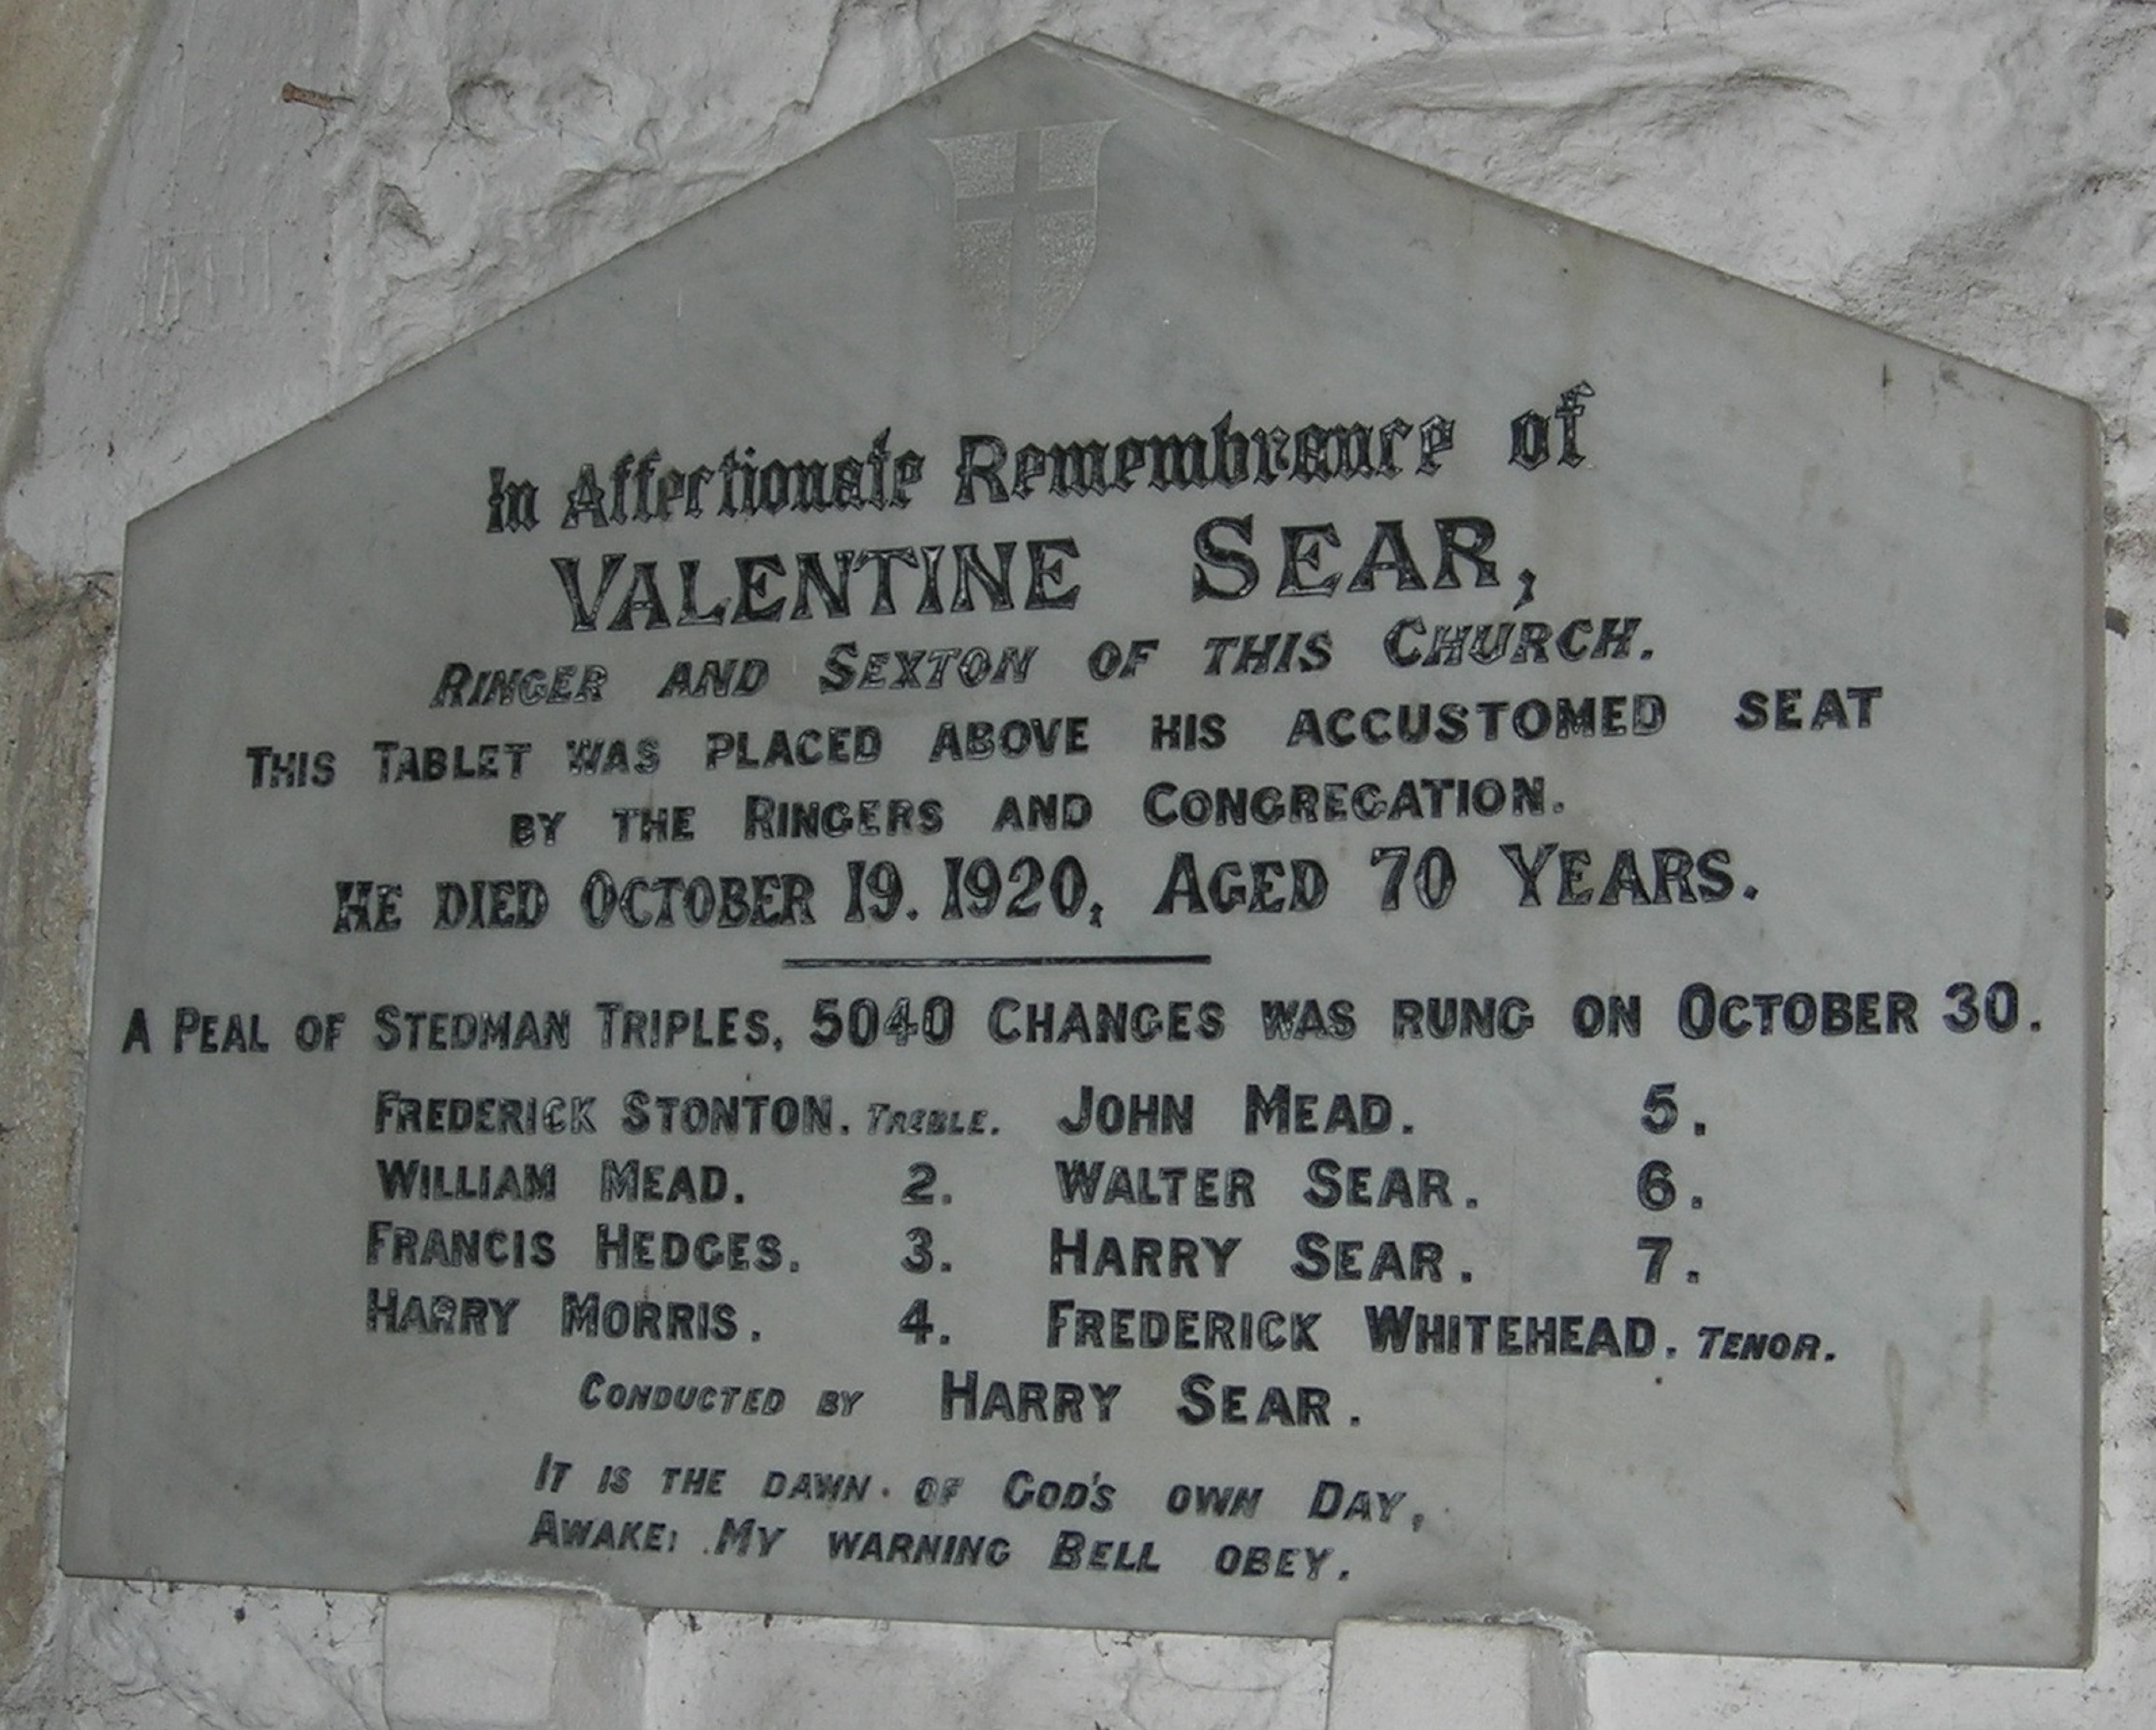 In Affectionate Remembrance of
VALENTINE SEAR,
RINGER AND SEXTON OF THIS CHURCH.
THIS TABLET WAS PLACED ABOVE HIS ACCUSTOMED SEAT
BY THE RINGERS AND CONGREGATION.
HE DIED OCTOBER 19. 1920, AGED 70 YEARS.
A PEAL OF STEDMAN TRIPLES, 5040 CHANGES WAS RUNG ON OCTOBER 30.
FREDERICK STONTON. TREBLE. JOHN MEAD. 5.
WILLIAM MEAD. 2. WALTER SEAR. 6.
FRANCIS HEDGES. 3. HARRY SEAR. 7.
HARRY MORRIS. 4. FREDERICK WHITEHEAD. TENOR.
CONDUCTED BY HARRY SEAR.
IT IS THE DAWN OF GOD'S OWN DAY,
AWAKE! MY WARNING BELL OBEY.